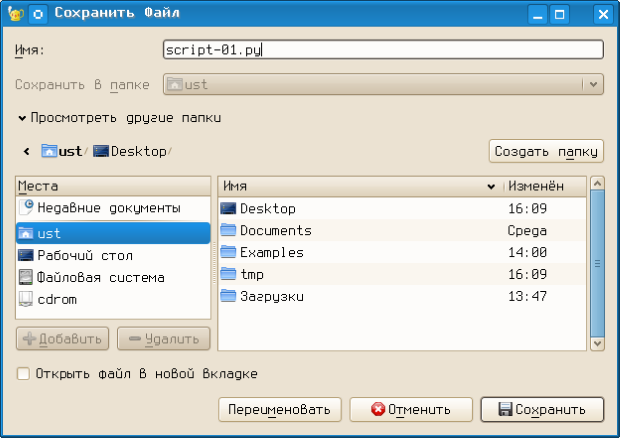 Сохранить Файл
Имя: script-01.py
Сохранить в папке ust
Просмотреть другие папки
ust / Desktop /
Создать папку
Места
Недавние документы
ust
Рабочий стол
Файловая система
cdrom
Добавить Удалить
Имя Изменён
Desktop 16:09
Documents Среда
Examples 14:00
tmp 16:09
Загрузки 13:47
Открыть файл в новой вкладке
Переименовать Отменить Сохранить